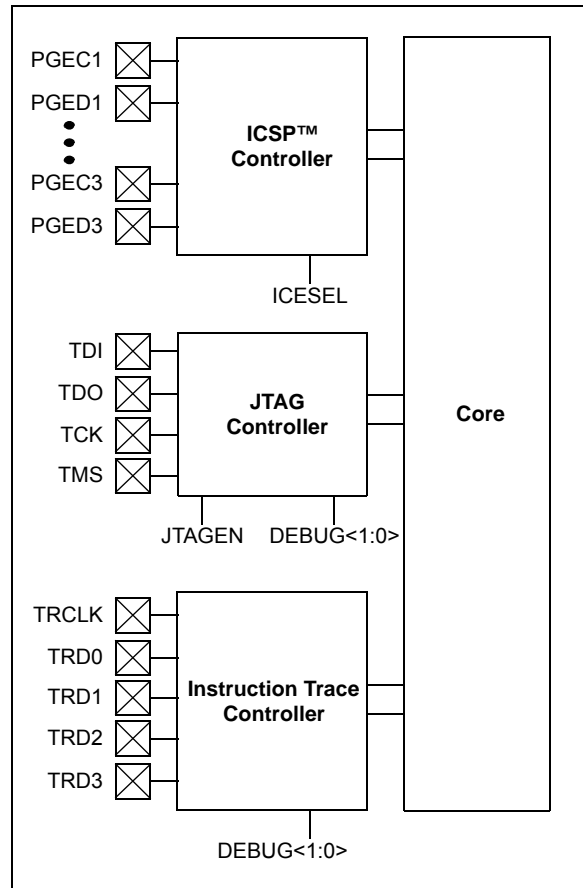 PGEC1
PGED1
PGEC3
PGED3
ICSP™
Controller
ICESEL
TDI
TDO
TCK
TMS
JTAG
Controller
JTAGEN
DEBUG<1:0>
TRCLK
TRD0
TRD1
TRD2
TRD3
Instruction Trace
Controller
DEBUG<1:0>
Core